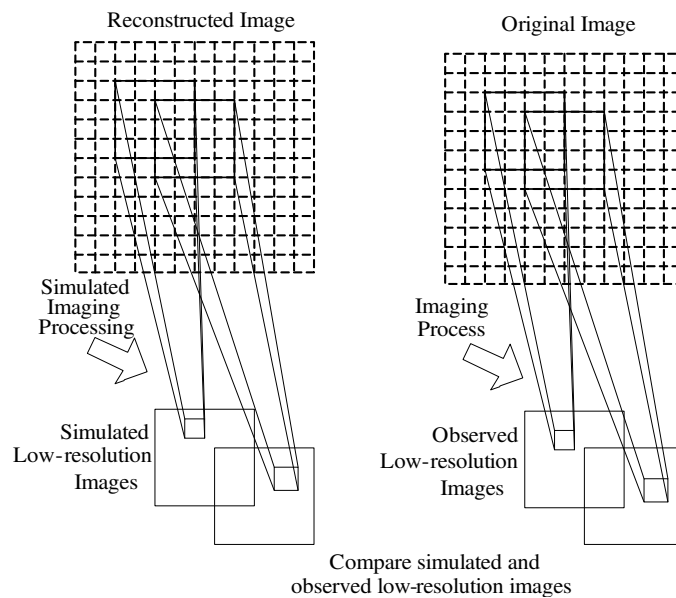 Reconstructed Image
Original Image
Simulated
Imaging
Processing
Imaging
Process
Simulated
Low-resolution
Images
Observed
Low-resolution
Images
Compare simulated and
observed low-resolution images